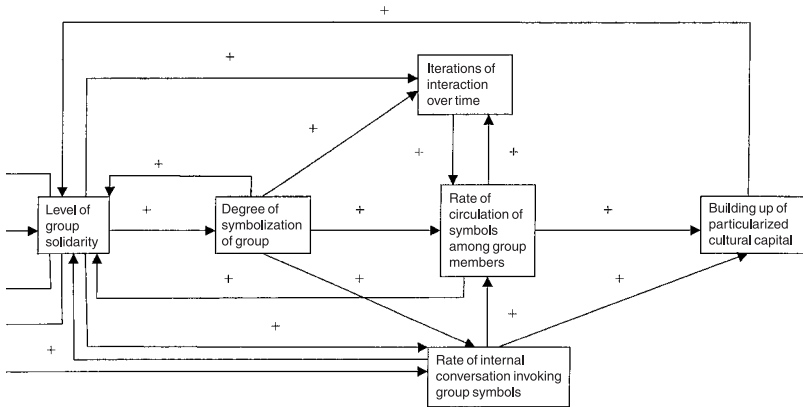 +
+
Iterations of
interaction
over time
+
+
+
+
Level of
group
solidarity
+
Degree of
symbolization
of group
+
Rate of
circulation of
symbols
among group
members
+
Building up of
particularized
cultural capital
+
+
+
+
+
+
Rate of internal
conversation invoking
group symbols